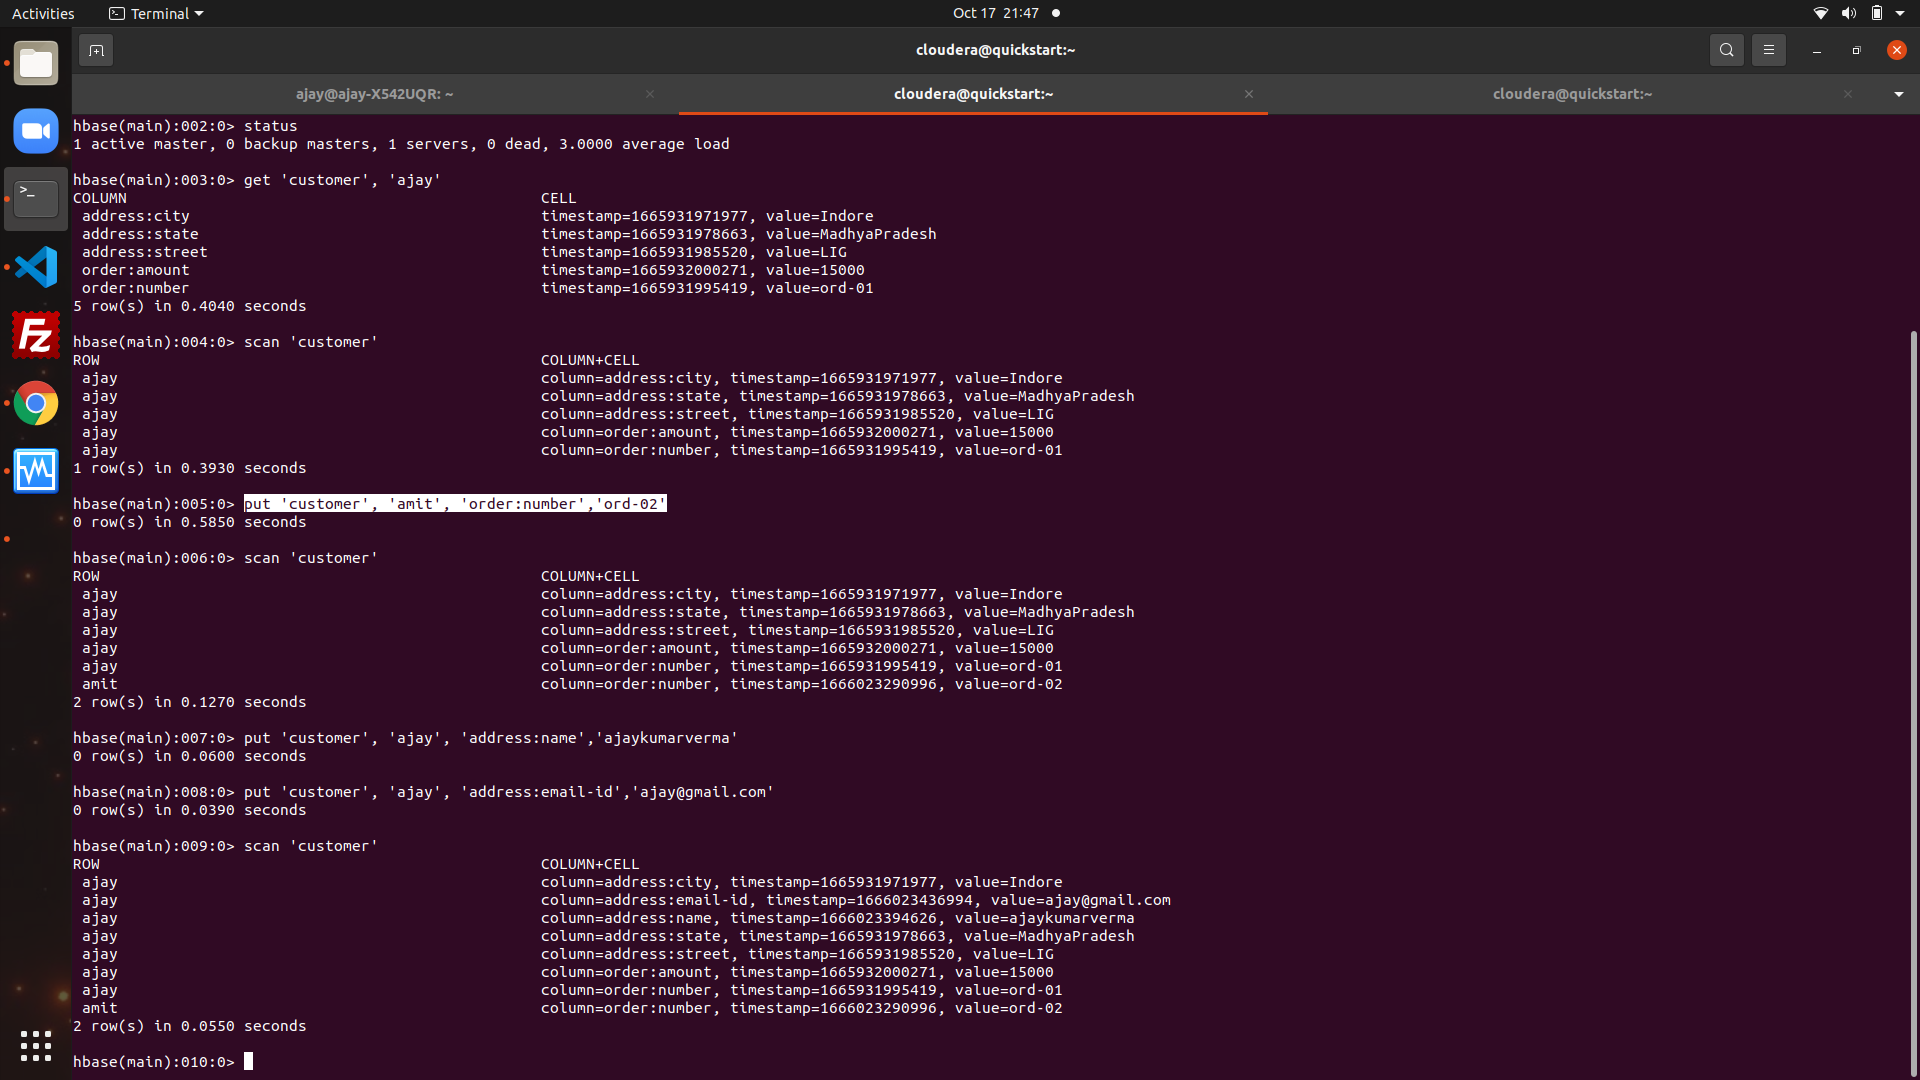 Activities
Terminal
Oct 17 21:47
cloudera@quickstart:~
ajay@ajay-X542UQR: ~
cloudera@quickstart:~
cloudera@quickstart:~
hbase(main):002:0> status
1 active master, 0 backup masters, 1 servers, 0 dead, 3.0000 average load
hbase(main):003:0> get 'customer', 'ajay'
COLUMN CELL
address:city timestamp=1665931971977, value=Indore
address:state timestamp=1665931978663, value=MadhyaPradesh
address:street timestamp=1665931985520, value=LIG
order:amount timestamp=1665932000271, value=15000
order:number timestamp=1665931995419, value=ord-01
5 row(s) in 0.4040 seconds
hbase(main):004:0> scan 'customer'
ROW COLUMN+CELL
ajay column=address:city, timestamp=1665931971977, value=Indore
ajay column=address:state, timestamp=1665931978663, value=MadhyaPradesh
ajay column=address:street, timestamp=1665931985520, value=LIG
ajay column=order:amount, timestamp=1665932000271, value=15000
ajay column=order:number, timestamp=1665931995419, value=ord-01
1 row(s) in 0.3930 seconds
hbase(main):005:0> put 'customer', 'amit', 'order:number','ord-02'
0 row(s) in 0.5850 seconds
hbase(main):006:0> scan 'customer'
ROW COLUMN+CELL
ajay column=address:city, timestamp=1665931971977, value=Indore
ajay column=address:state, timestamp=1665931978663, value=MadhyaPradesh
ajay column=address:street, timestamp=1665931985520, value=LIG
ajay column=order:amount, timestamp=1665932000271, value=15000
ajay column=order:number, timestamp=1665931995419, value=ord-01
amit column=order:number, timestamp=1666023290996, value=ord-02
2 row(s) in 0.1270 seconds
hbase(main):007:0> put 'customer', 'ajay', 'address:name','ajaykumarverma'
0 row(s) in 0.0600 seconds
hbase(main):008:0> put 'customer', 'ajay', 'address:email-id','ajay@gmail.com'
0 row(s) in 0.0390 seconds
hbase(main):009:0> scan 'customer'
ROW COLUMN+CELL
ajay column=address:city, timestamp=1665931971977, value=Indore
ajay column=address:email-id, timestamp=1666023436994, value=ajay@gmail.com
ajay column=address:name, timestamp=1666023394626, value=ajaykumarverma
ajay column=address:state, timestamp=1665931978663, value=MadhyaPradesh
ajay column=address:street, timestamp=1665931985520, value=LIG
ajay column=order:amount, timestamp=1665932000271, value=15000
ajay column=order:number, timestamp=1665931995419, value=ord-01
amit column=order:number, timestamp=1666023290996, value=ord-02
2 row(s) in 0.0550 seconds
hbase(main):010:0>